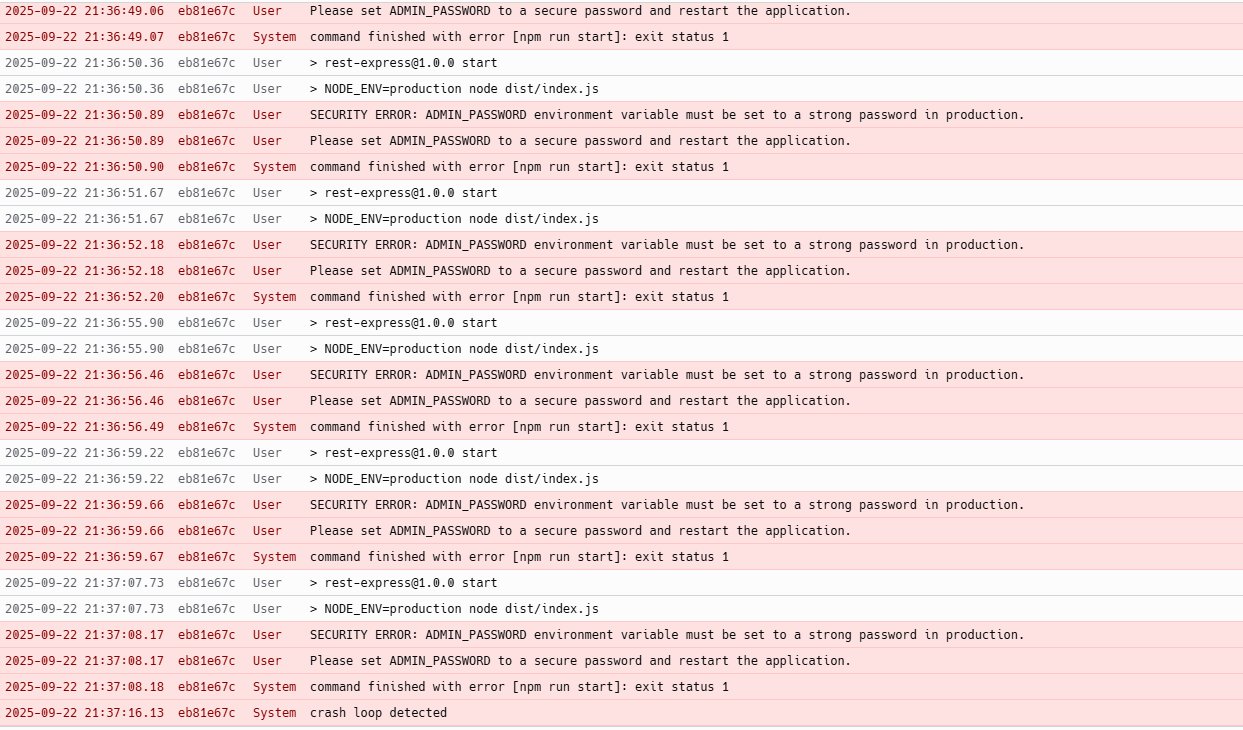 2025-09-22 21:36:49.06 eb81e67c User Please set ADMIN_PASSWORD to a secure password and restart the application.
2025-09-22 21:36:49.07 eb81e67c System command finished with error [npm run start]: exit status 1
2025-09-22 21:36:50.36 eb81e67c User > rest-express@1.0.0 start
2025-09-22 21:36:50.36 eb81e67c User > NODE_ENV=production node dist/index.js
2025-09-22 21:36:50.89 eb81e67c User SECURITY ERROR: ADMIN_PASSWORD environment variable must be set to a strong password in production.
2025-09-22 21:36:50.89 eb81e67c User Please set ADMIN_PASSWORD to a secure password and restart the application.
2025-09-22 21:36:50.90 eb81e67c System command finished with error [npm run start]: exit status 1
2025-09-22 21:36:51.67 eb81e67c User > rest-express@1.0.0 start
2025-09-22 21:36:51.67 eb81e67c User > NODE_ENV=production node dist/index.js
2025-09-22 21:36:52.18 eb81e67c User SECURITY ERROR: ADMIN_PASSWORD environment variable must be set to a strong password in production.
2025-09-22 21:36:52.18 eb81e67c User Please set ADMIN_PASSWORD to a secure password and restart the application.
2025-09-22 21:36:52.20 eb81e67c System command finished with error [npm run start]: exit status 1
2025-09-22 21:36:55.90 eb81e67c User > rest-express@1.0.0 start
2025-09-22 21:36:55.90 eb81e67c User > NODE_ENV=production node dist/index.js
2025-09-22 21:36:56.46 eb81e67c User SECURITY ERROR: ADMIN_PASSWORD environment variable must be set to a strong password in production.
2025-09-22 21:36:56.46 eb81e67c User Please set ADMIN_PASSWORD to a secure password and restart the application.
2025-09-22 21:36:56.49 eb81e67c System command finished with error [npm run start]: exit status 1
2025-09-22 21:36:59.22 eb81e67c User > rest-express@1.0.0 start
2025-09-22 21:36:59.22 eb81e67c User > NODE_ENV=production node dist/index.js
2025-09-22 21:36:59.66 eb81e67c User SECURITY ERROR: ADMIN_PASSWORD environment variable must be set to a strong password in production.
2025-09-22 21:36:59.66 eb81e67c User Please set ADMIN_PASSWORD to a secure password and restart the application.
2025-09-22 21:36:59.67 eb81e67c System command finished with error [npm run start]: exit status 1
2025-09-22 21:37:07.73 eb81e67c User > rest-express@1.0.0 start
2025-09-22 21:37:07.73 eb81e67c User > NODE_ENV=production node dist/index.js
2025-09-22 21:37:08.17 eb81e67c User SECURITY ERROR: ADMIN_PASSWORD environment variable must be set to a strong password in production.
2025-09-22 21:37:08.17 eb81e67c User Please set ADMIN_PASSWORD to a secure password and restart the application.
2025-09-22 21:37:08.18 eb81e67c System command finished with error [npm run start]: exit status 1
2025-09-22 21:37:16.13 eb81e67c System crash loop detected